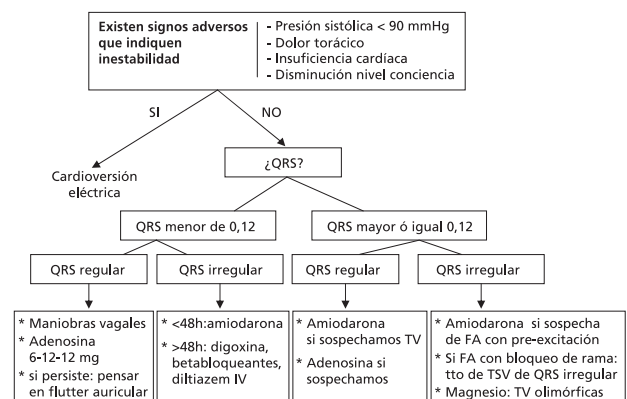 Existen signos adversos
que indiquen
inestabilidad
- Presión sistólica < 90 mmHg
- Dolor torácico
- Insuficiencia cardíaca
- Disminución nivel conciencia
SI
NO
Cardioversión
eléctrica
¿QRS?
QRS menor de 0,12
QRS mayor ó igual 0,12
QRS regular
QRS irregular
QRS regular
QRS irregular
* Maniobras vagales
* Adenosina
6-12-12 mg
* si persiste: pensar
en flutter auricular
* <48h:amiodarona
* >48h: digoxina,
betabloqueantes,
diltiazem IV
* Amiodarona
si sospechamos TV
* Adenosina si
sospechamos
* Amiodarona si sospecha
de FA con pre-excitación
* Si FA con bloqueo de rama:
tto de TSV de QRS irregular
* Magnesio: TV olimórficas